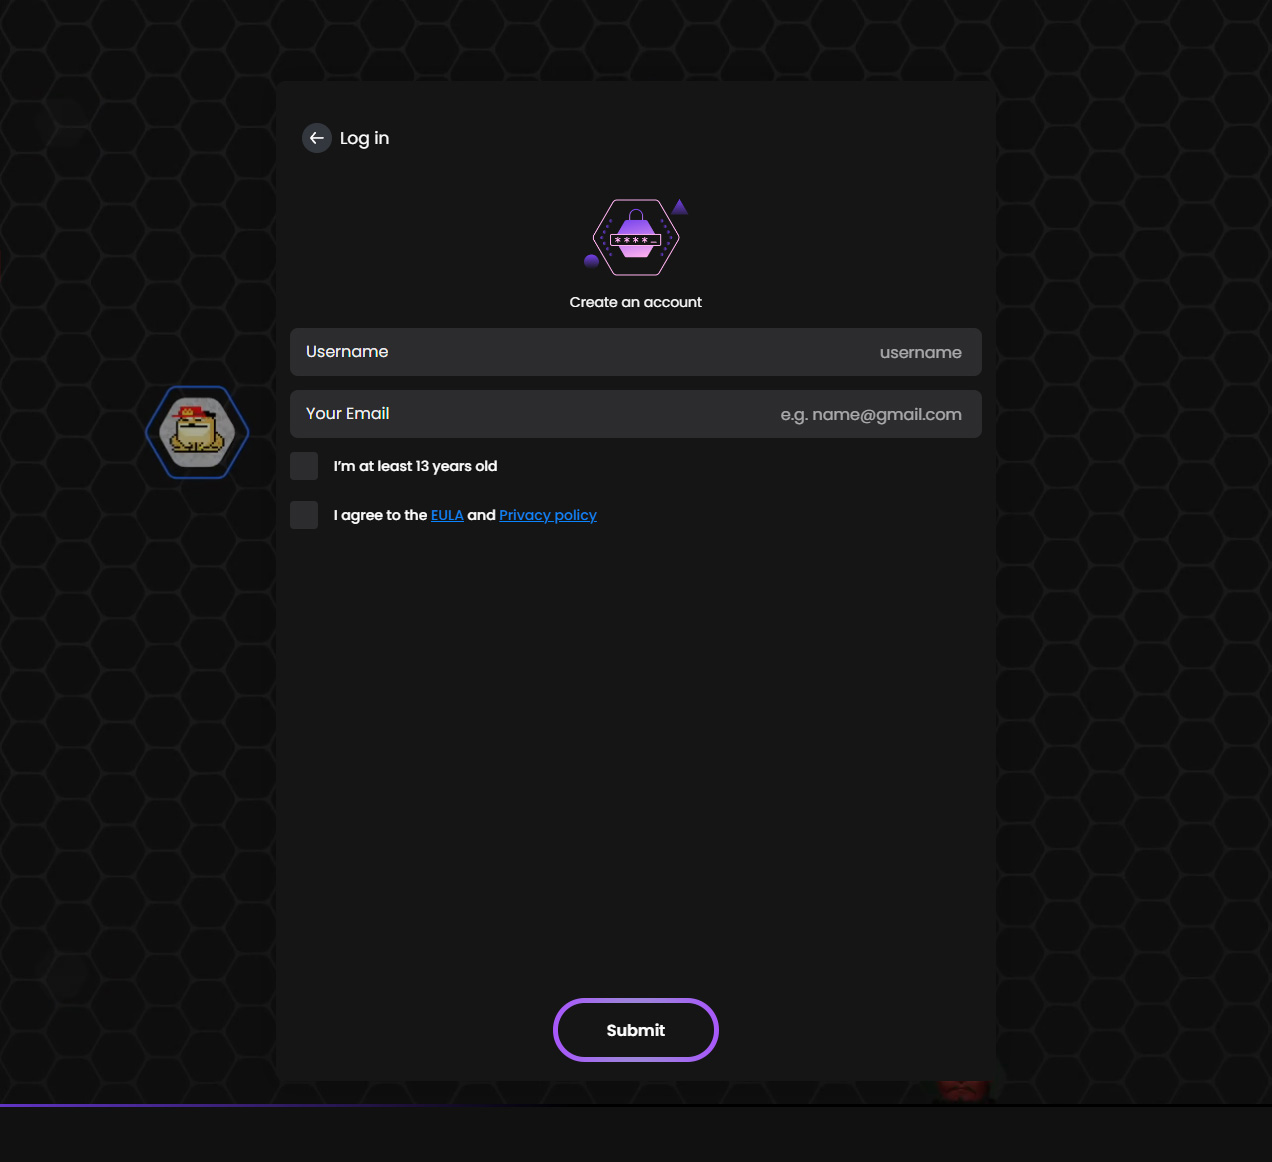 Log in
****_
Create an account
Username username
Your Email e.g. name@gmail.com
I'm at least 13 years old
I agree to the EULA and Privacy policy
Submit